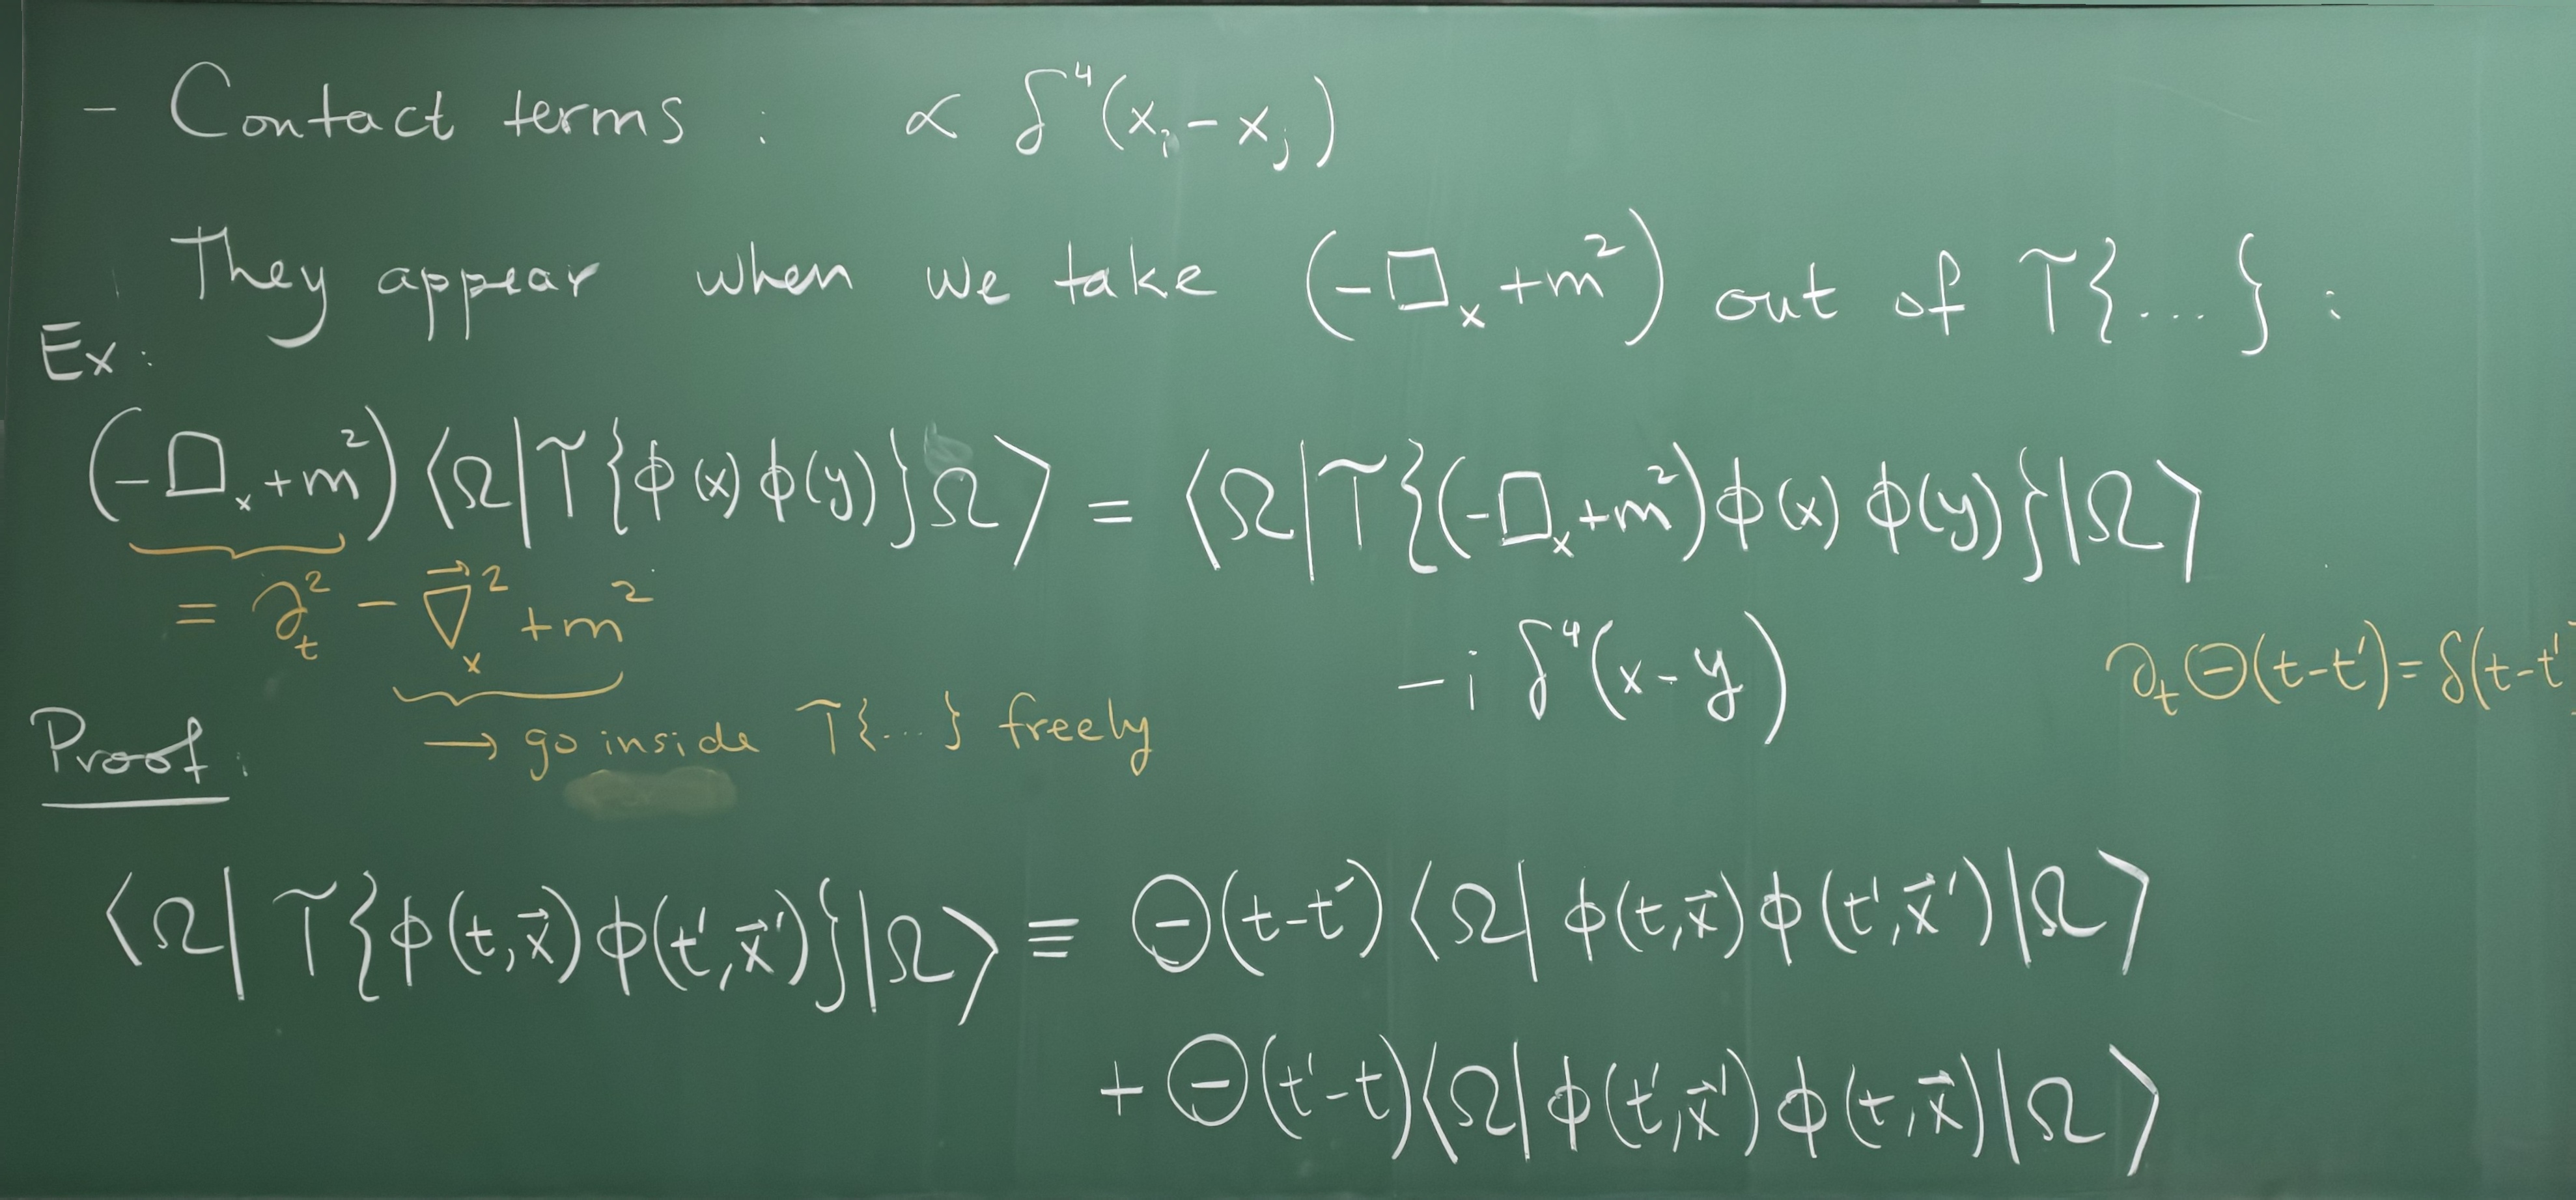 - Contact terms : ∝ δ⁴(xᵢ - xⱼ)
They appear when we take (-□ₓ +m²) out of T{...} :
Ex:
(-□ₓ +m²)⟨Ω|T{ϕ(x) ϕ(y)}Ω⟩ = ⟨Ω|T{(-□ₓ+m²)ϕ(x) ϕ(y)}|Ω⟩
= ∂ₜ² - ∇⃗ₓ² +m²
- i δ⁴(x-y)
∂ₜ Θ(t-t')= δ(t-t'
→ go inside T{...} freely
Proof:
⟨Ω| T{ϕ(t,x⃗) ϕ(t',x⃗')}|Ω⟩ ≡ Θ(t-t')⟨Ω| ϕ(t,x⃗) ϕ(t',x⃗')|Ω⟩
+ Θ(t'-t)⟨Ω| ϕ(t',x⃗') ϕ(t,x⃗)|Ω⟩